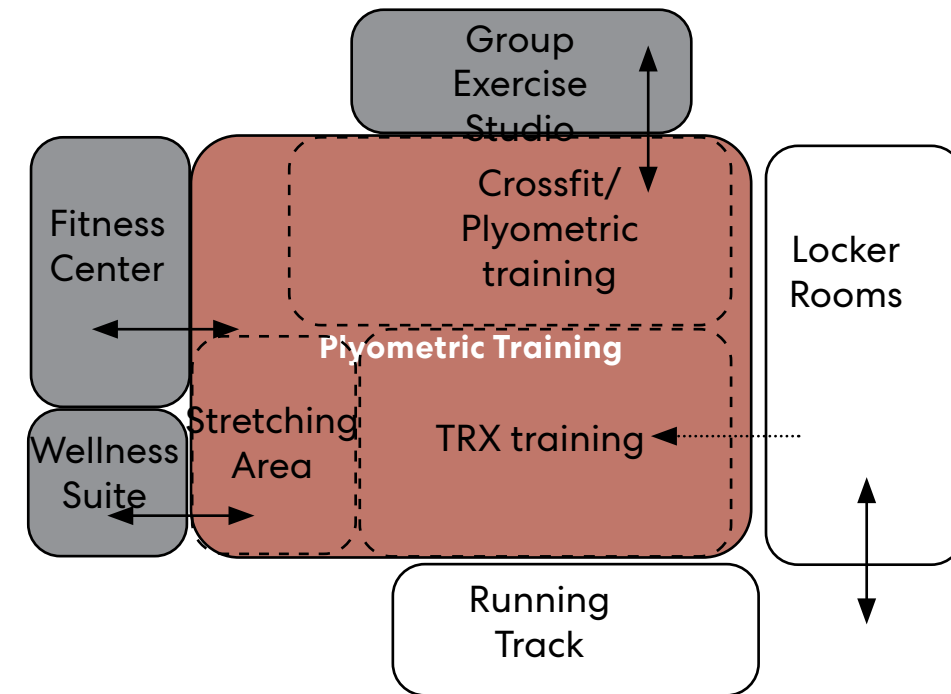 Group
Exercise
Studio
Crossfit/
Plyometric
training
Fitness
Center
Locker
Rooms
Plyometric Training
Stretching
Area
TRX training
Wellness
Suite
Running
Track